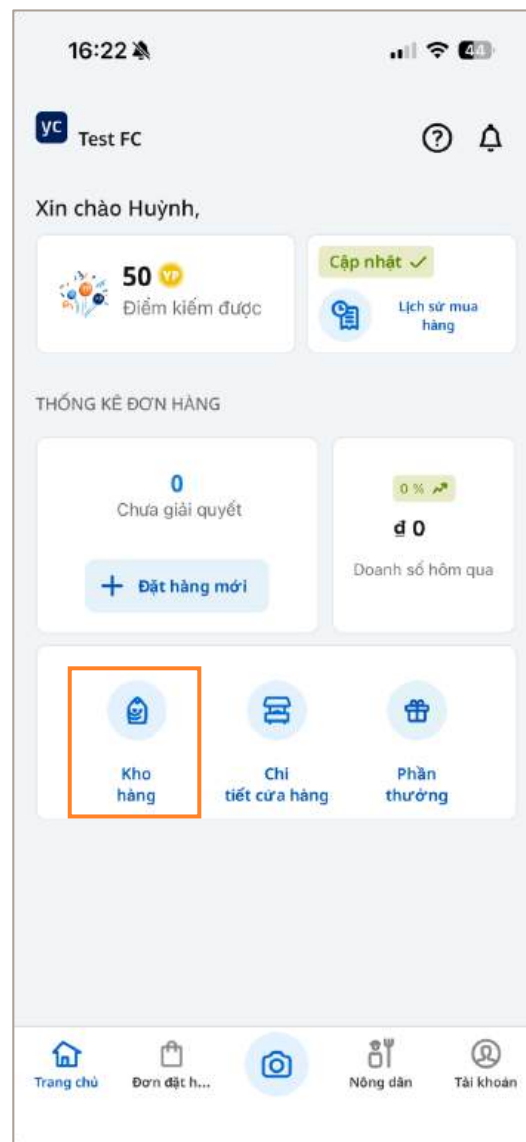 16:22
44
yc
Test FC
Xin chào Huỳnh,
50 YP
Điểm kiếm được
Cập nhật
Lịch sử mua
hàng
THỐNG KÊ ĐƠN HÀNG
0
Chưa giải quyết
+ Đặt hàng mới
0 %
₫ 0
Doanh số hôm qua
Kho
hàng
Chi
tiết cửa hàng
Phần
thưởng
Trang chủ
Đơn đặt h...
Nông dân
Tài khoản